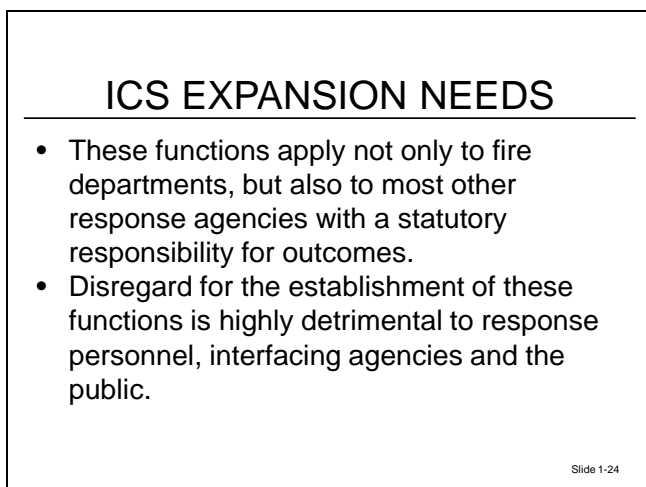 ICS EXPANSION NEEDS
• These functions apply not only to fire
departments, but also to most other
response agencies with a statutory
responsibility for outcomes.
• Disregard for the establishment of these
functions is highly detrimental to response
personnel, interfacing agencies and the
public.
Slide 1-24